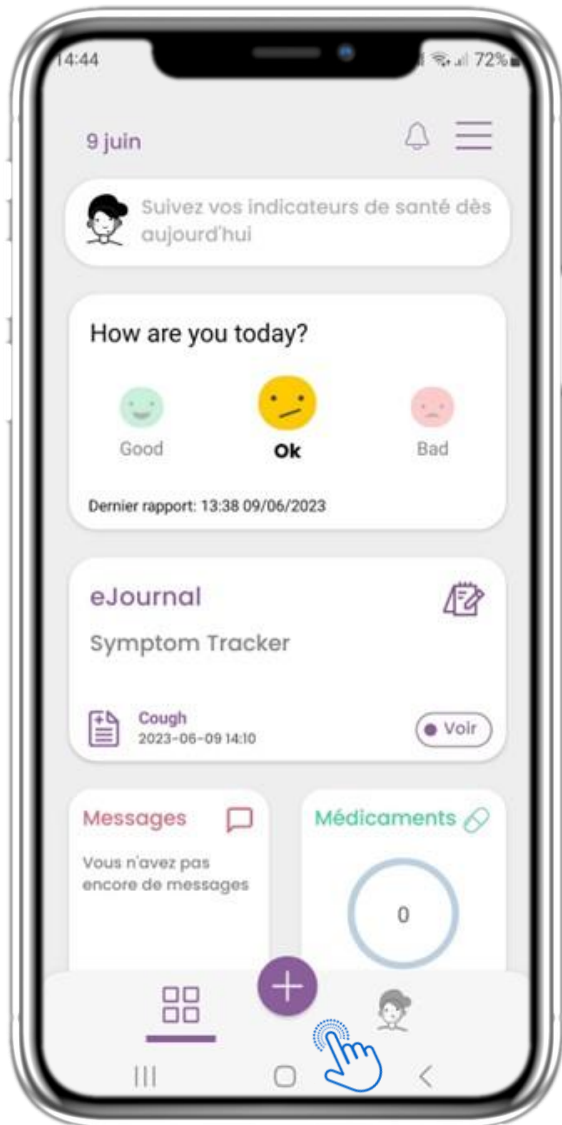 14:44
72%
9 juin
Suivez vos indicateurs de santé dès
aujourd'hui
How are you today?
Good
Ok
Bad
Dernier rapport: 13:38 09/06/2023
eJournal
Symptom Tracker
Cough
2023-06-09 14:10
Voir
Messages
Médicaments
Vous n'avez pas
encore de messages
0